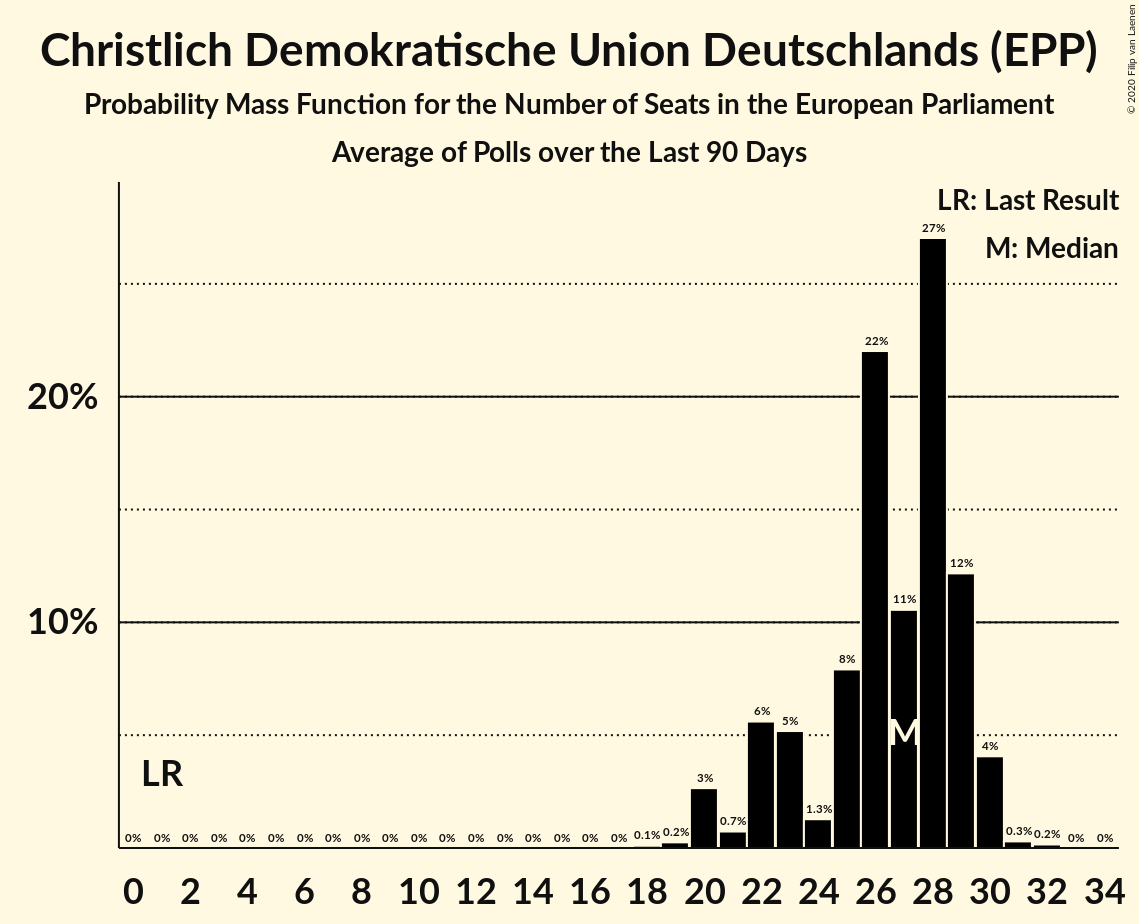 Christlich Demokratische Union Deutschlands (EPP)
Probability Mass Function for the Number of Seats in the European Parliament
Average of Polls over the Last 90 Days
© 2020 Filip van Laenen
LR: Last Result
M: Median
27%
22%
20%
12%
11%
10%
8%
6%
5%
M
4%
LR
3%
1.3%
0% 0% 0% 0% 0% 0% 0% 0% 0% 0% 0% 0% 0% 0% 0% 0% 0% 0% 0.1% 0.2% 0.7% 0.3% 0.2% 0% 0%
0 2 4 6 8 10 12 14 16 18 20 22 24 26 28 30 32 34